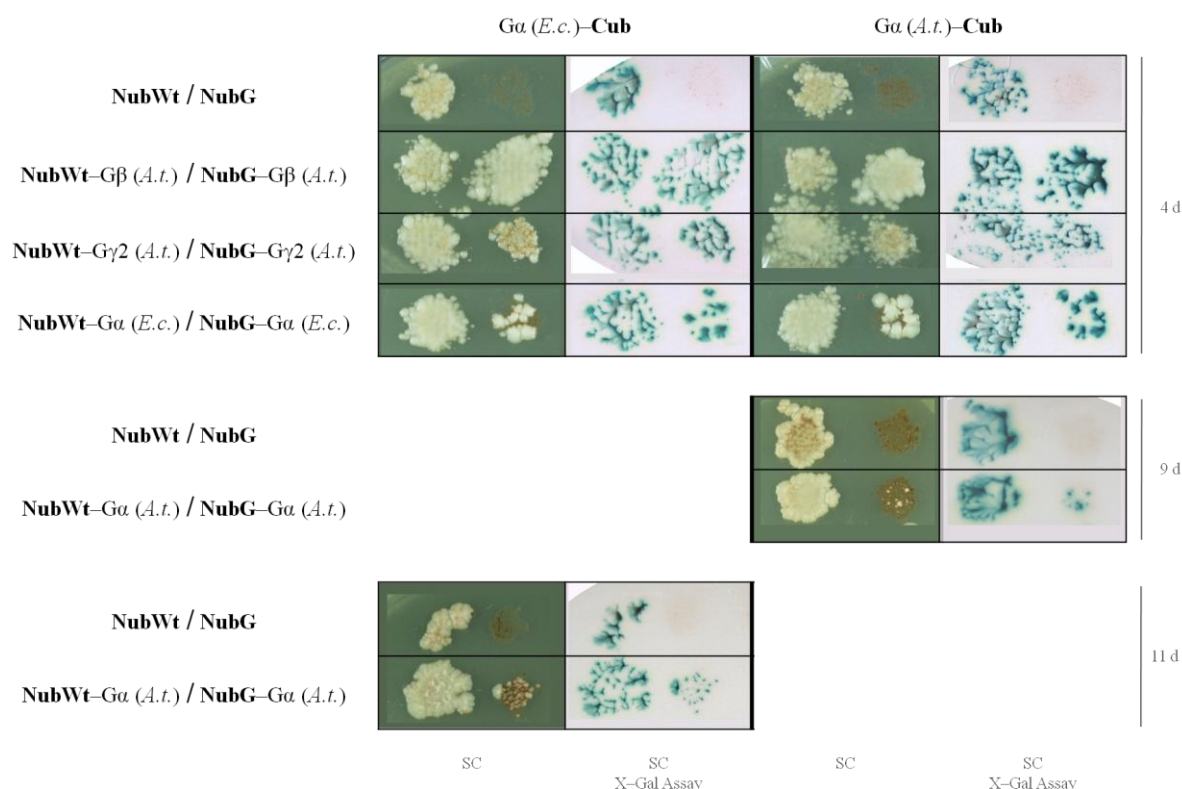 Gα (E.c.)–Cub Gα (A.t.)–Cub
NubWt / NubG
NubWt–Gβ (A.t.) / NubG–Gβ (A.t.)
4 d
NubWt–Gγ2 (A.t.) / NubG–Gγ2 (A.t.)
NubWt–Gα (E.c.) / NubG–Gα (E.c.)
NubWt / NubG
9 d
NubWt–Gα (A.t.) / NubG–Gα (A.t.)
NubWt / NubG
11 d
NubWt–Gα (A.t.) / NubG–Gα (A.t.)
SC SC SC SC
X–Gal Assav X–Gal Assav